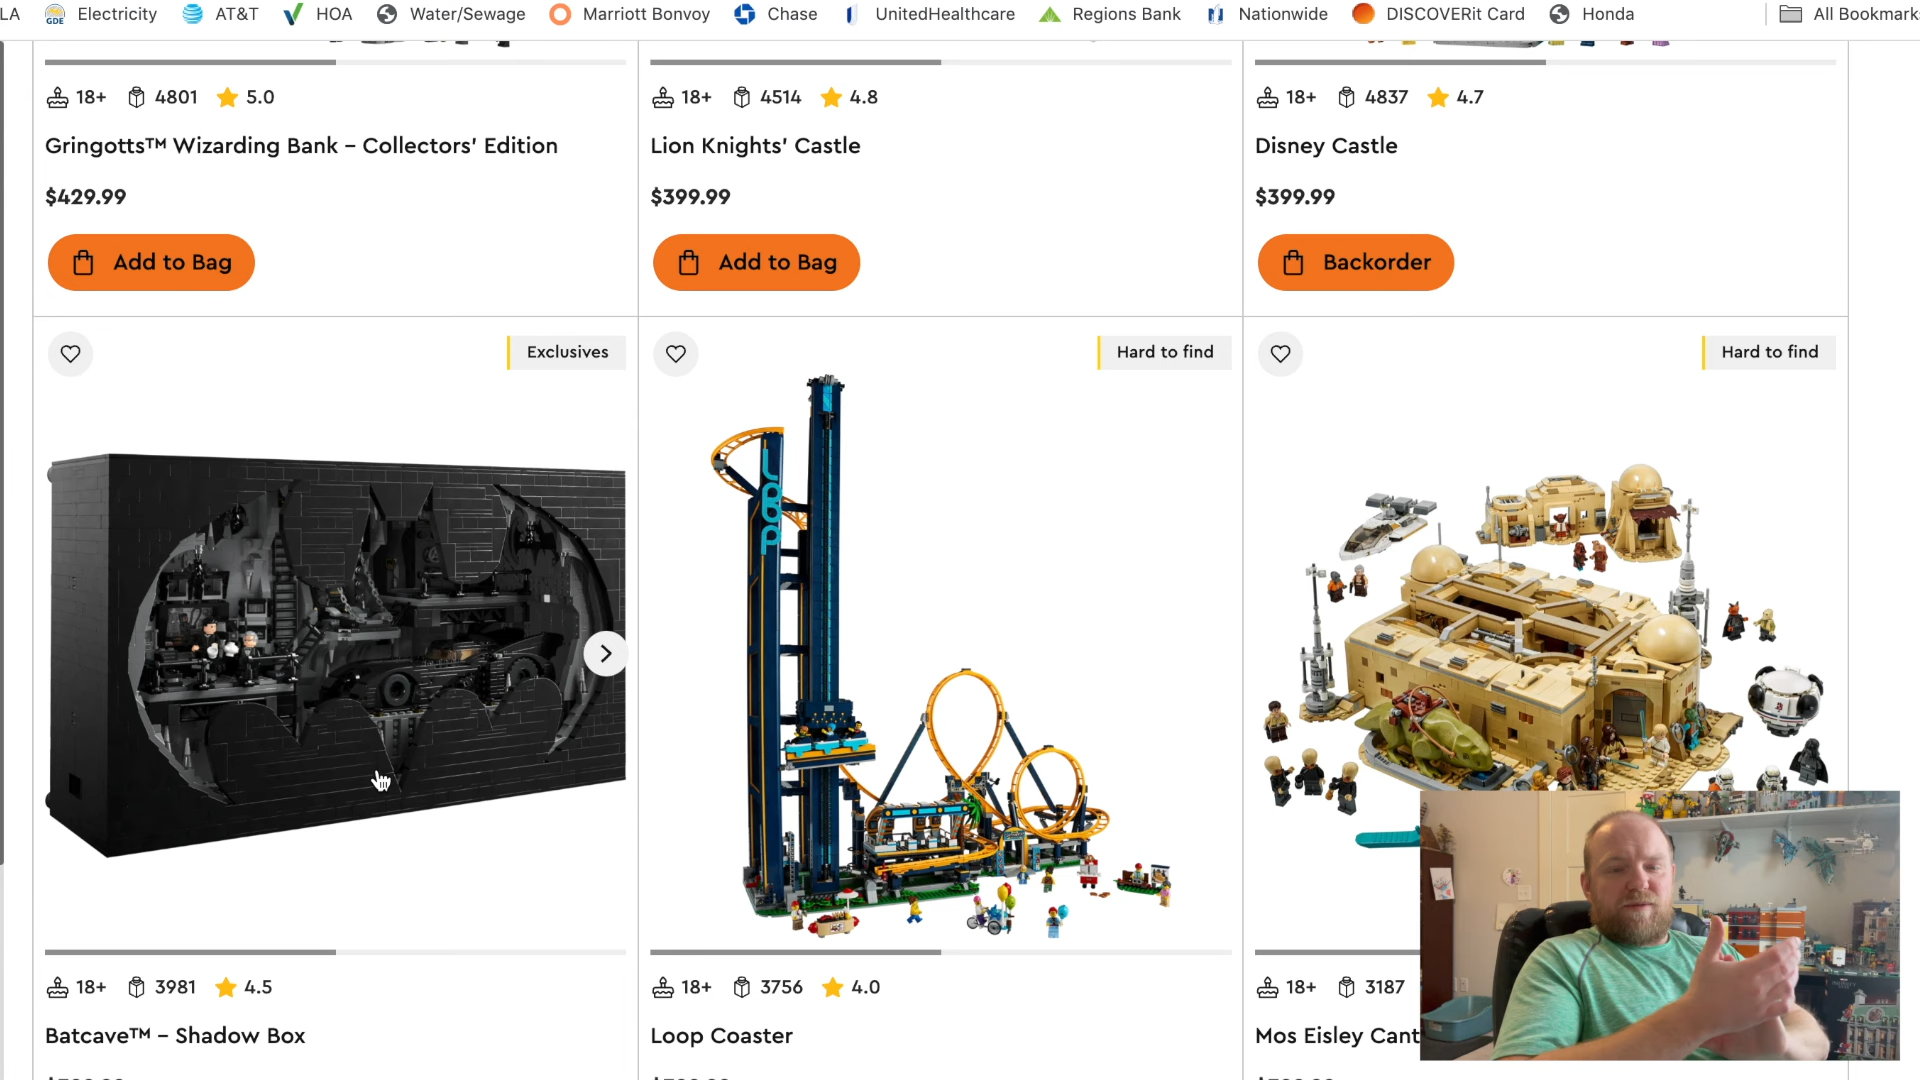 LA Electricity AT&T HOA Water/Sewage Marriott Bonvoy Chase UnitedHealthcare Regions Bank Nationwide DISCOVERit Card Honda All Bookmark
18+ 4801 5.0
18+ 4514 4.8
18+ 4837 4.7
Gringotts™ Wizarding Bank – Collectors' Edition
Lion Knights' Castle
Disney Castle
$429.99
$399.99
$399.99
Add to Bag
Add to Bag
Backorder
Exclusives
Hard to find
Hard to find
LOOP
18+ 3981 4.5
18+ 3756 4.0
18+ 3187
Batcave™ – Shadow Box
Loop Coaster
Mos Eisley Cant